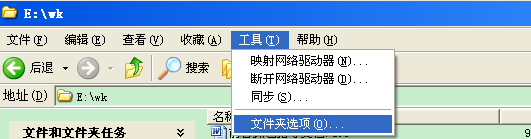 E:\wk
文件(F) 编辑(E) 查看(V) 收藏(A) 工具(T) 帮助(H)
后退 搜索
映射网络驱动器(N)...
断开网络驱动器(D)...
同步(S)...
文件夹选项(O)...
地址(D) E:\wk
文件和文件夹任务